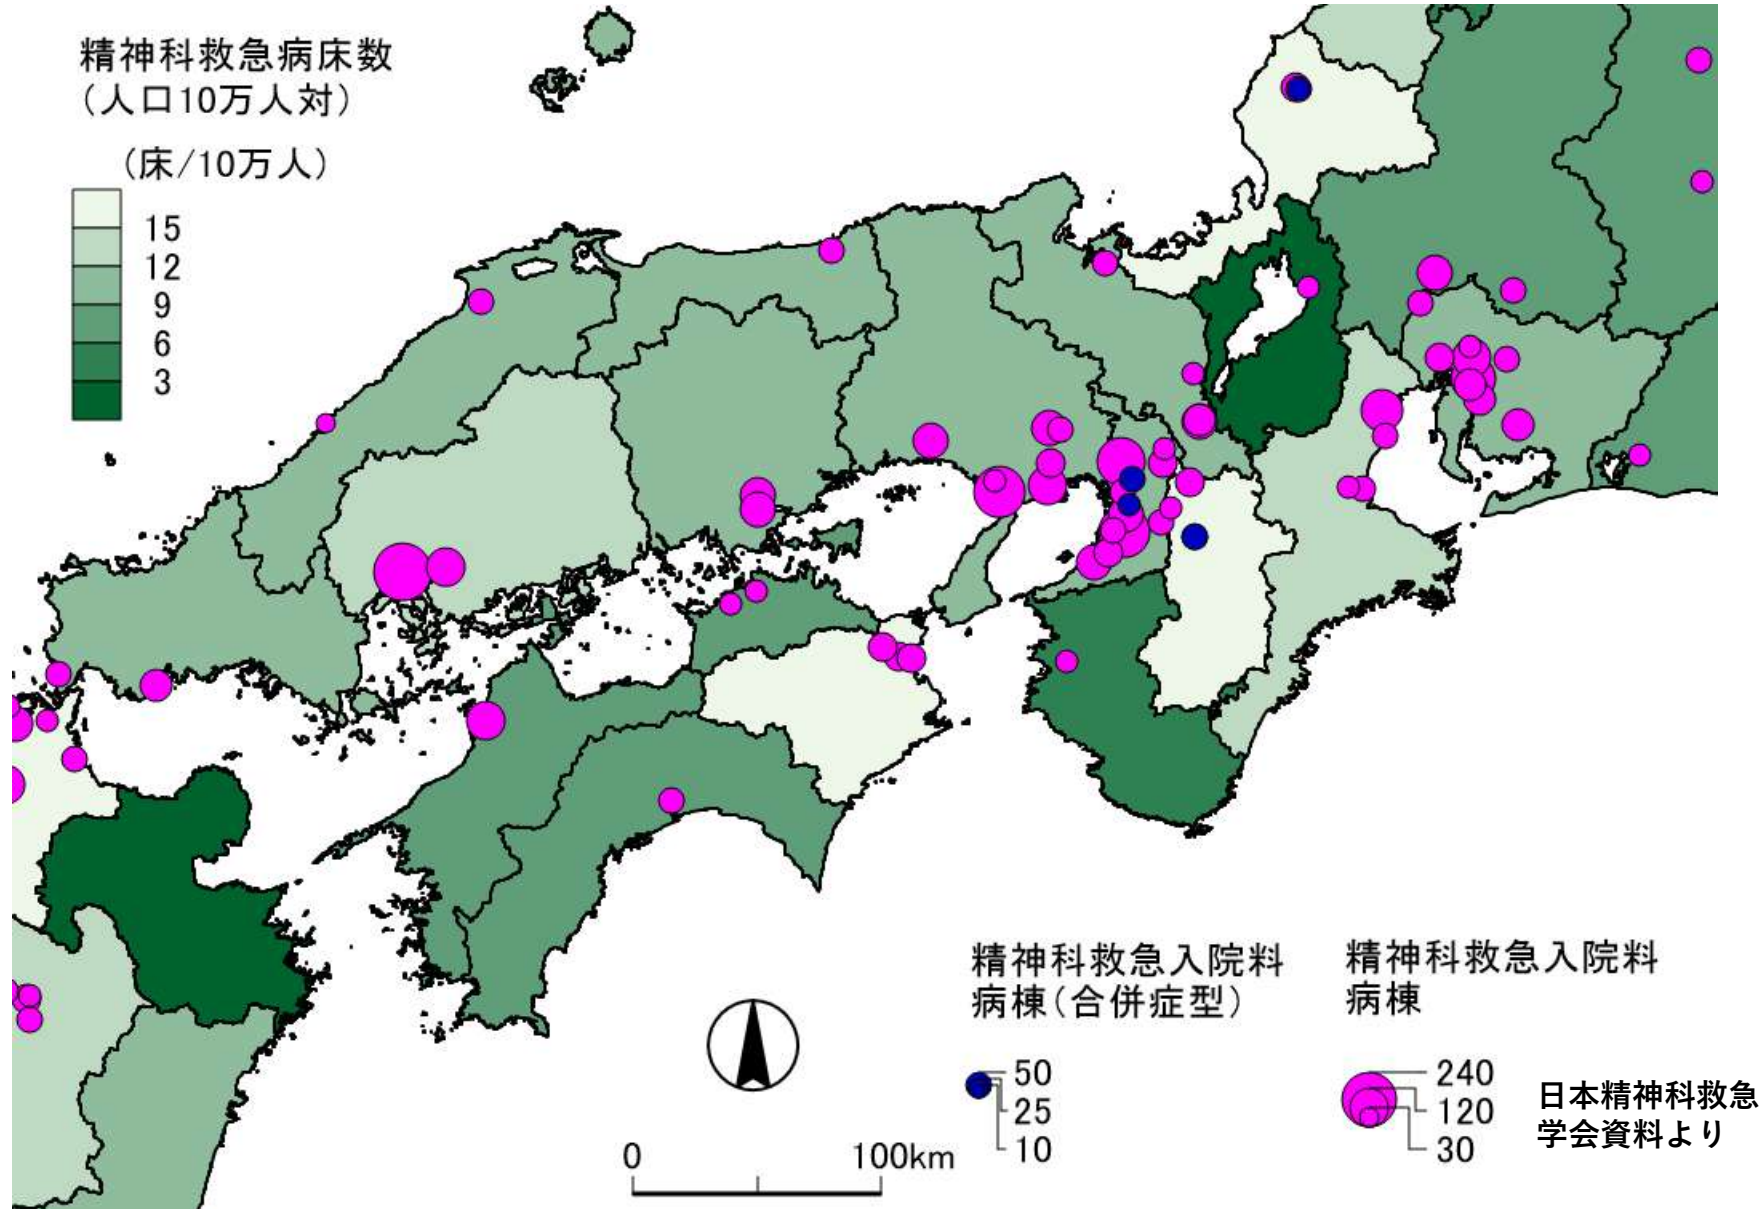 精神科救急病床数
(人口10万人対)
(床/10万人)
15
12
9
6
3
精神科救急入院料
病棟(合併症型)
50
25
10
精神科救急入院料
病棟
240
120
30
日本精神科救急
学会資料より
0
100km